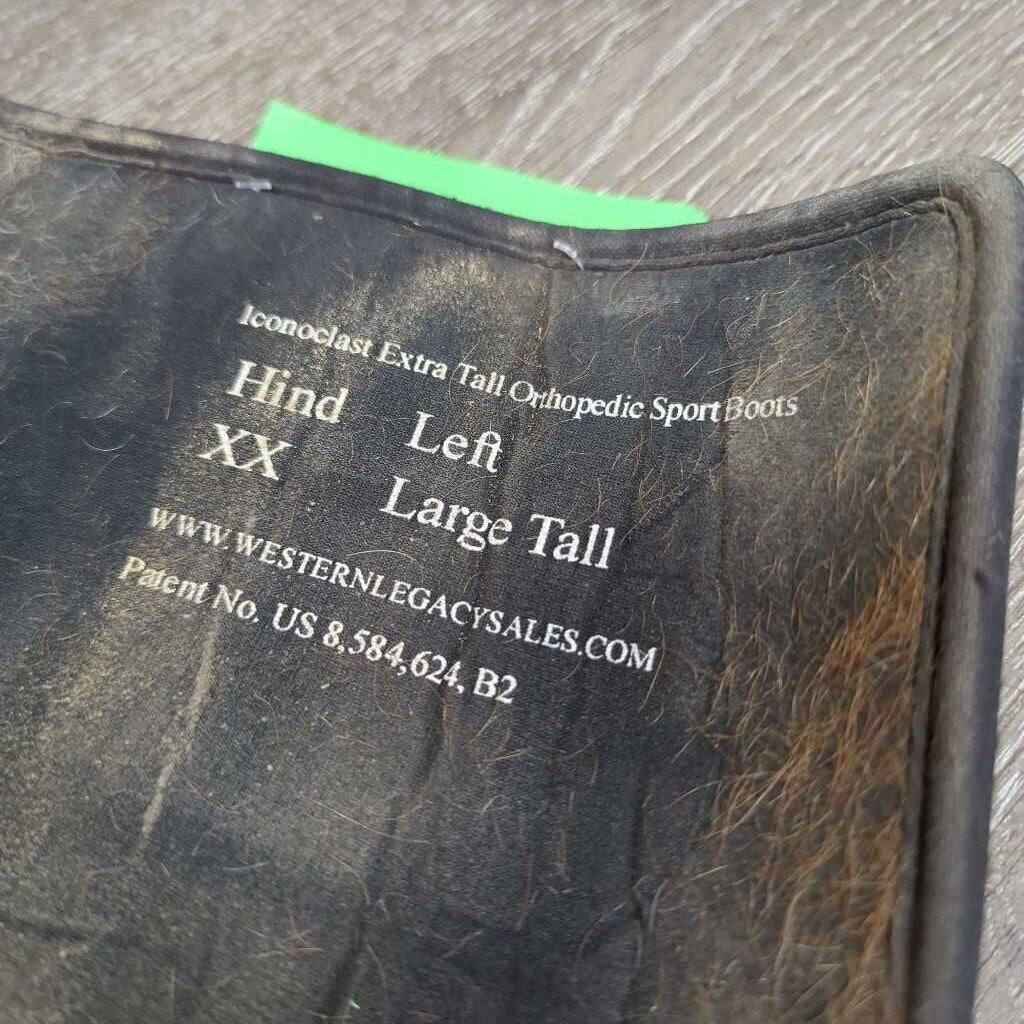 Iconoclast Extra Tall Orthopedic Sport Boots
Hind Left
XX Large Tall
WWW.WESTERNLEGACYSALES.COM
Patent No. US 8,584,624, B2